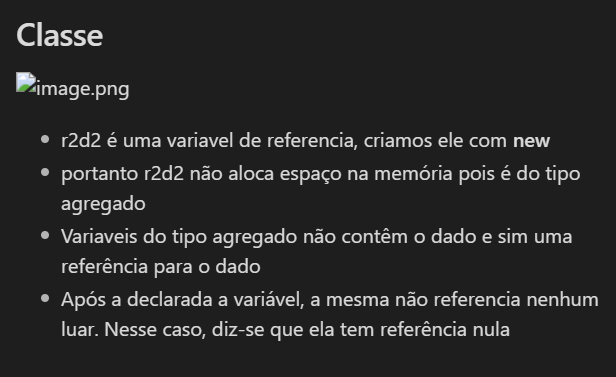 Classe
image.png
r2d2 é uma variavel de referencia, criamos ele com new
portanto r2d2 não aloca espaço na memória pois é do tipo
agregado
Variaveis do tipo agregado não contêm o dado e sim uma
referência para o dado
Após a declarada a variável, a mesma não referencia nenhum
luar. Nesse caso, diz-se que ela tem referência nula